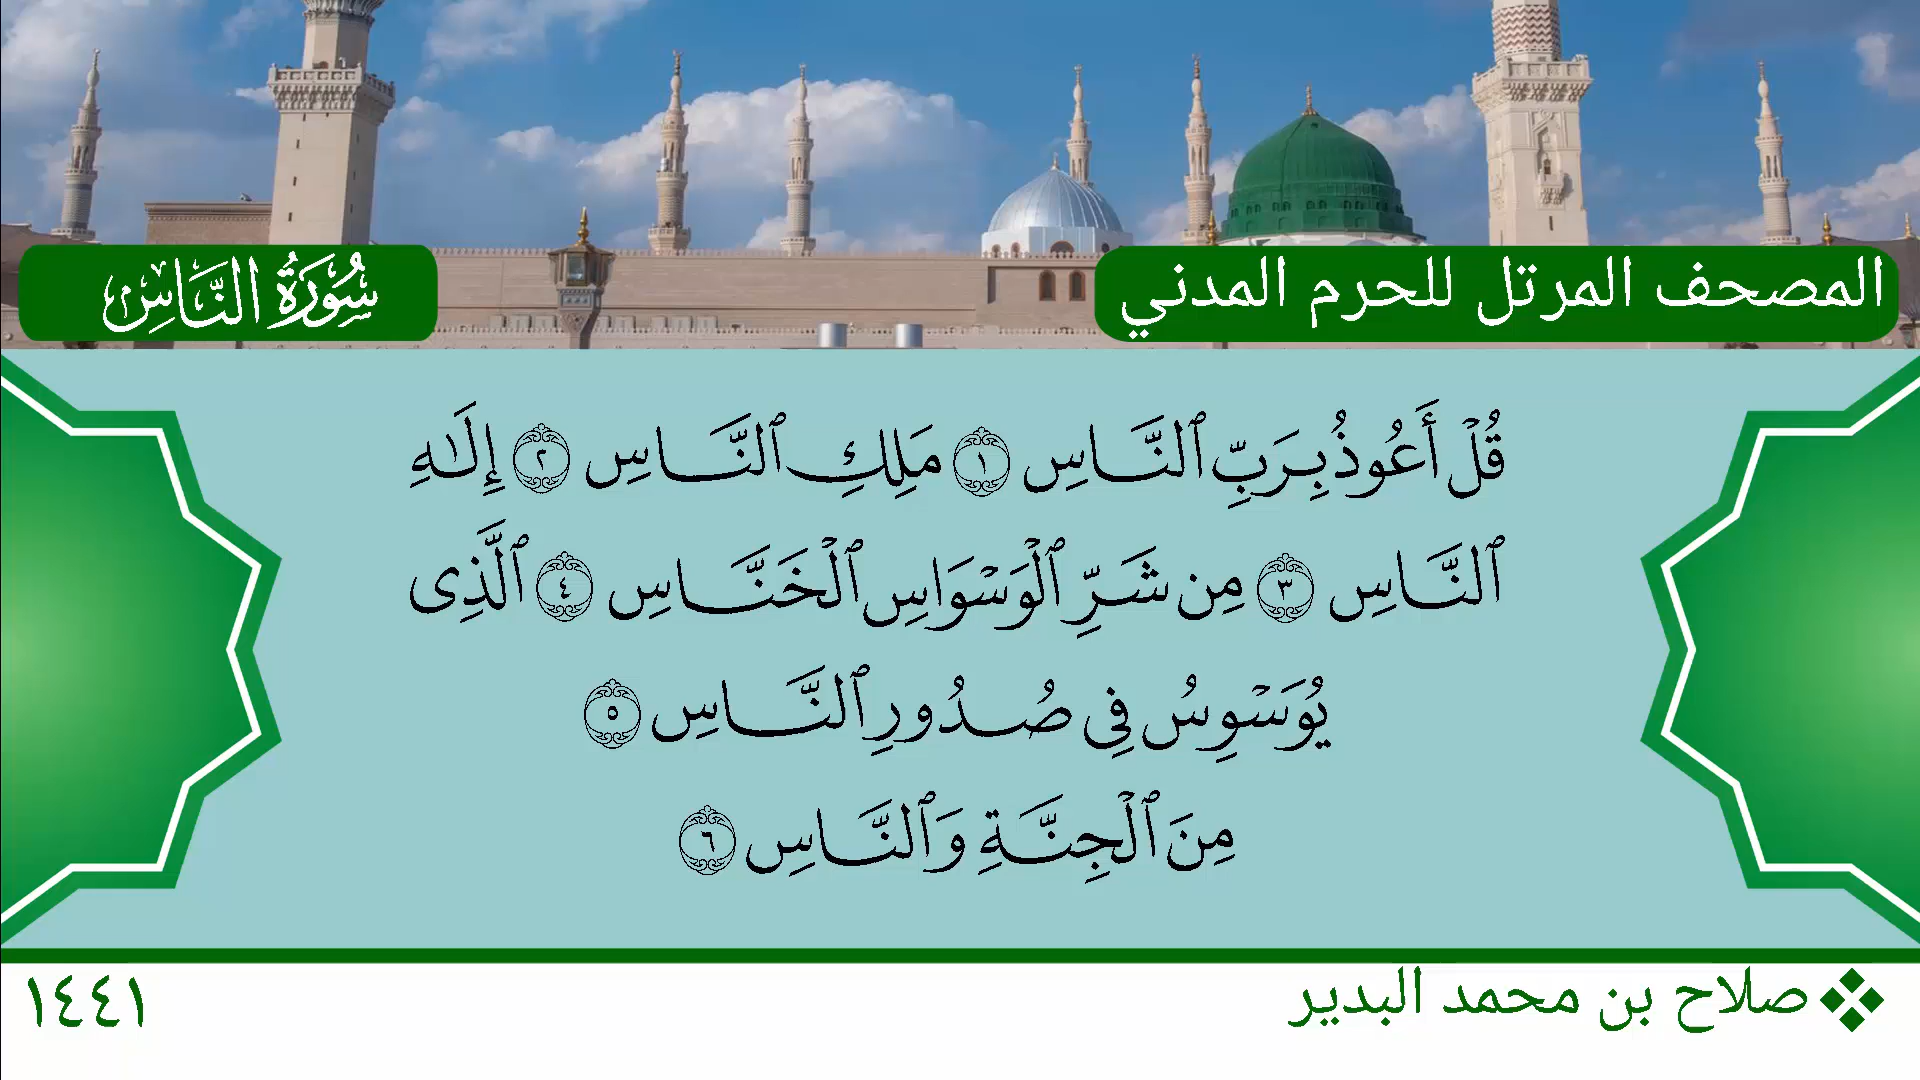 المصحف المرتل للحرم المدني
سُورَةُ النَّاسِ
قُلْ أَعُوذُ بِرَبِّ ٱلنَّاسِ ١ مَلِكِ ٱلنَّاسِ ٢ إِلَـٰهِ
ٱلنَّاسِ ٣ مِن شَرِّ ٱلْوَسْوَاسِ ٱلْخَنَّاسِ ٤ ٱلَّذِى
يُوَسْوِسُ فِى صُدُورِ ٱلنَّاسِ ٥
مِنَ ٱلْجِنَّةِ وَٱلنَّاسِ ٦
صلاح بن محمد البدير
١٤٤١